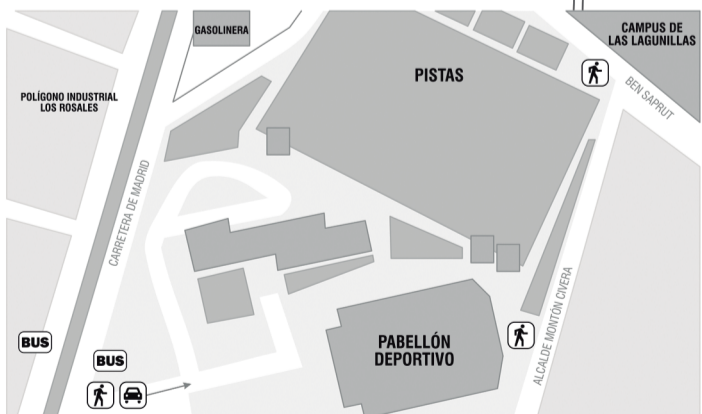 GASOLINERA
CAMPUS DE
LAS LAGUNILLAS
PISTAS
BEN SAPRUT
POLÍGONO INDUSTRIAL
LOS ROSALES
CARRETERA DE MADRID
ALCALDE MONTÓN CIVERA
PABELLÓN
DEPORTIVO
BUS
BUS